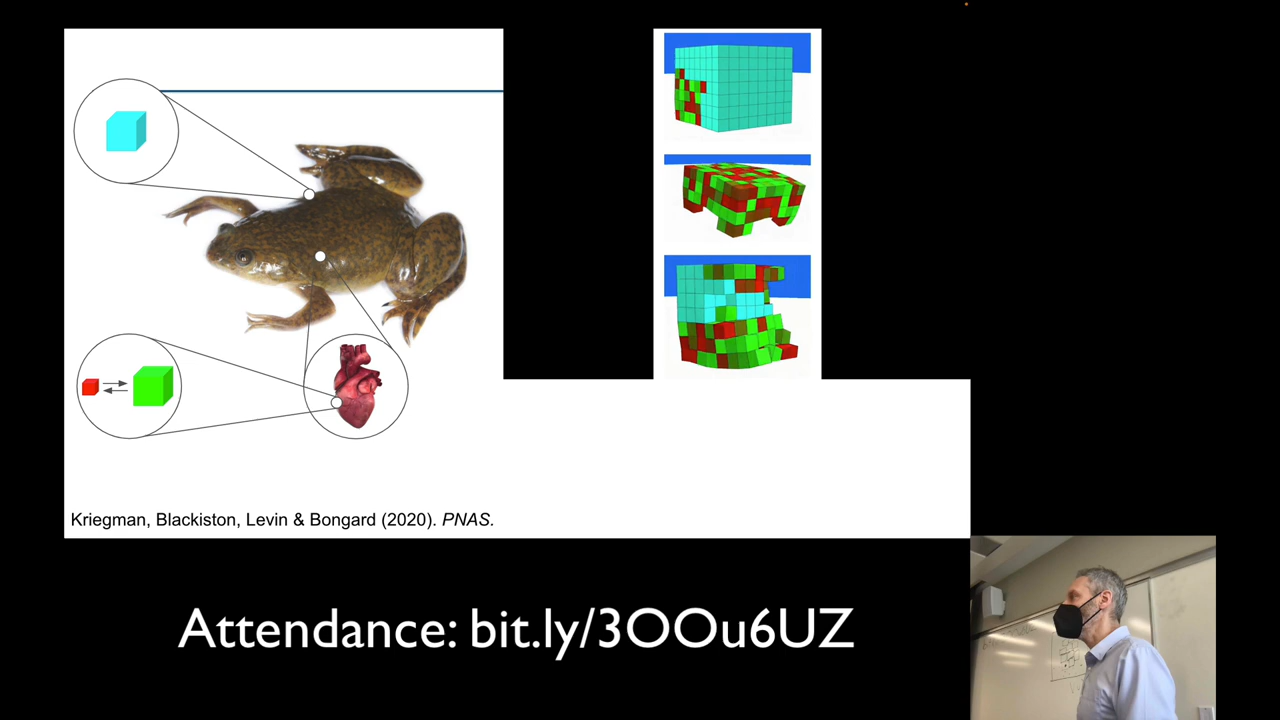 Kriegman, Blackiston, Levin & Bongard (2020). PNAS.
Attendance: bit.ly/3OOu6UZ